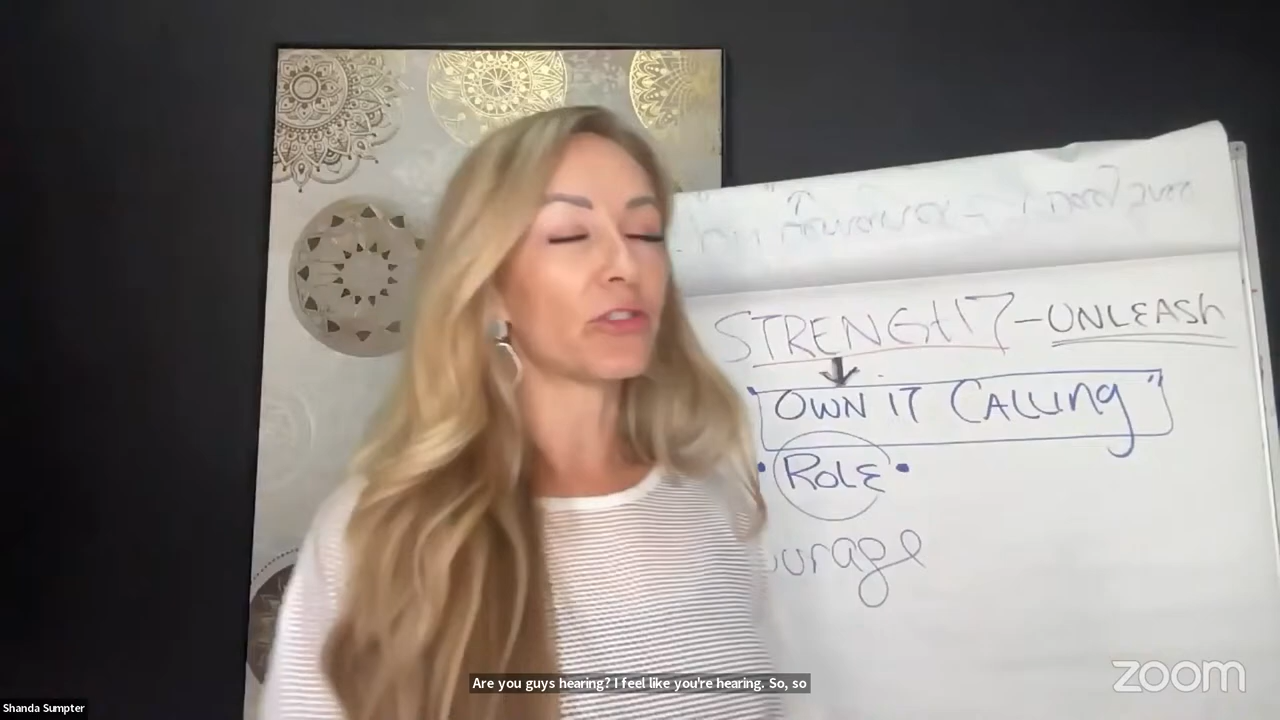 STRENGTH - UNLEASH
"OWN IT CALLING"
• ROLE •
urage
Are you guys hearing? I feel like you're hearing. So, so
zoom
Shanda Sumpter